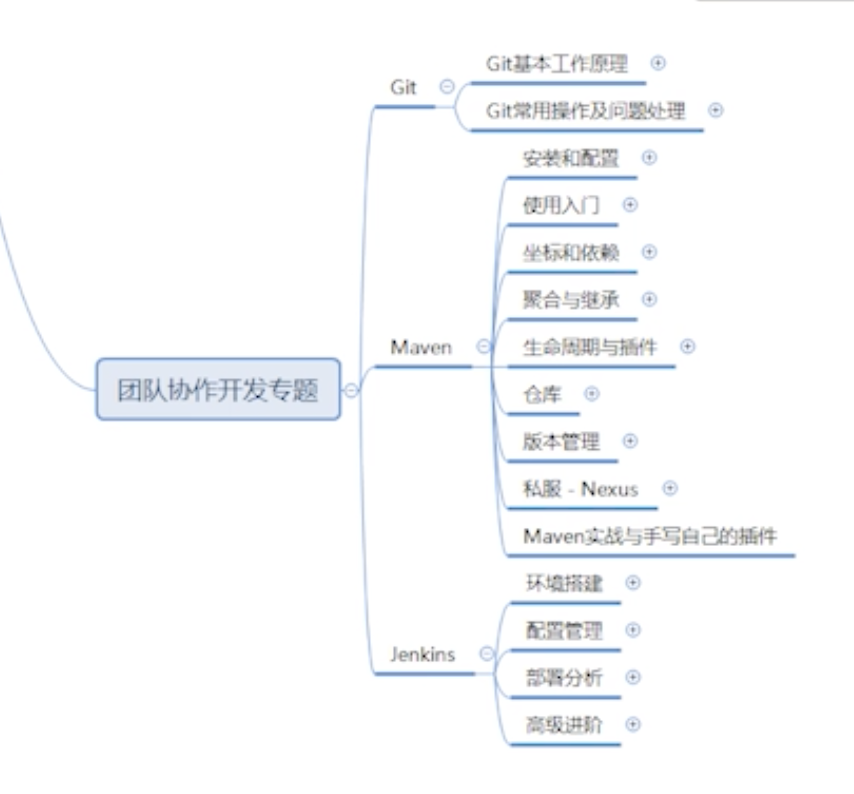 团队协作开发专题
Git
Git基本工作原理
Git常用操作及问题处理
Maven
安装和配置
使用入门
坐标和依赖
聚合与继承
生命周期与插件
仓库
版本管理
私服 - Nexus
Maven实战与手写自己的插件
Jenkins
环境搭建
配置管理
部署分析
高级进阶